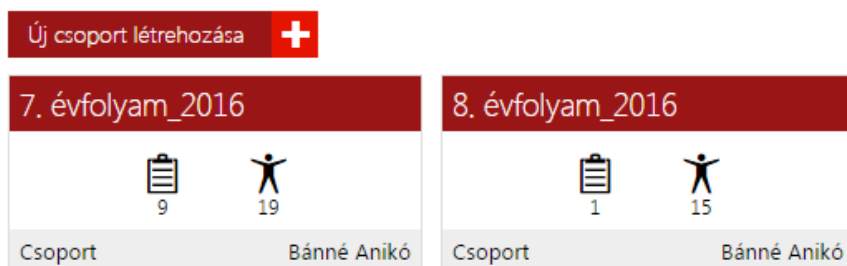 Új csoport létrehozása
7. évfolyam_2016
9 19
Csoport Bánné Anikó
8. évfolyam_2016
1 15
Csoport Bánné Anikó